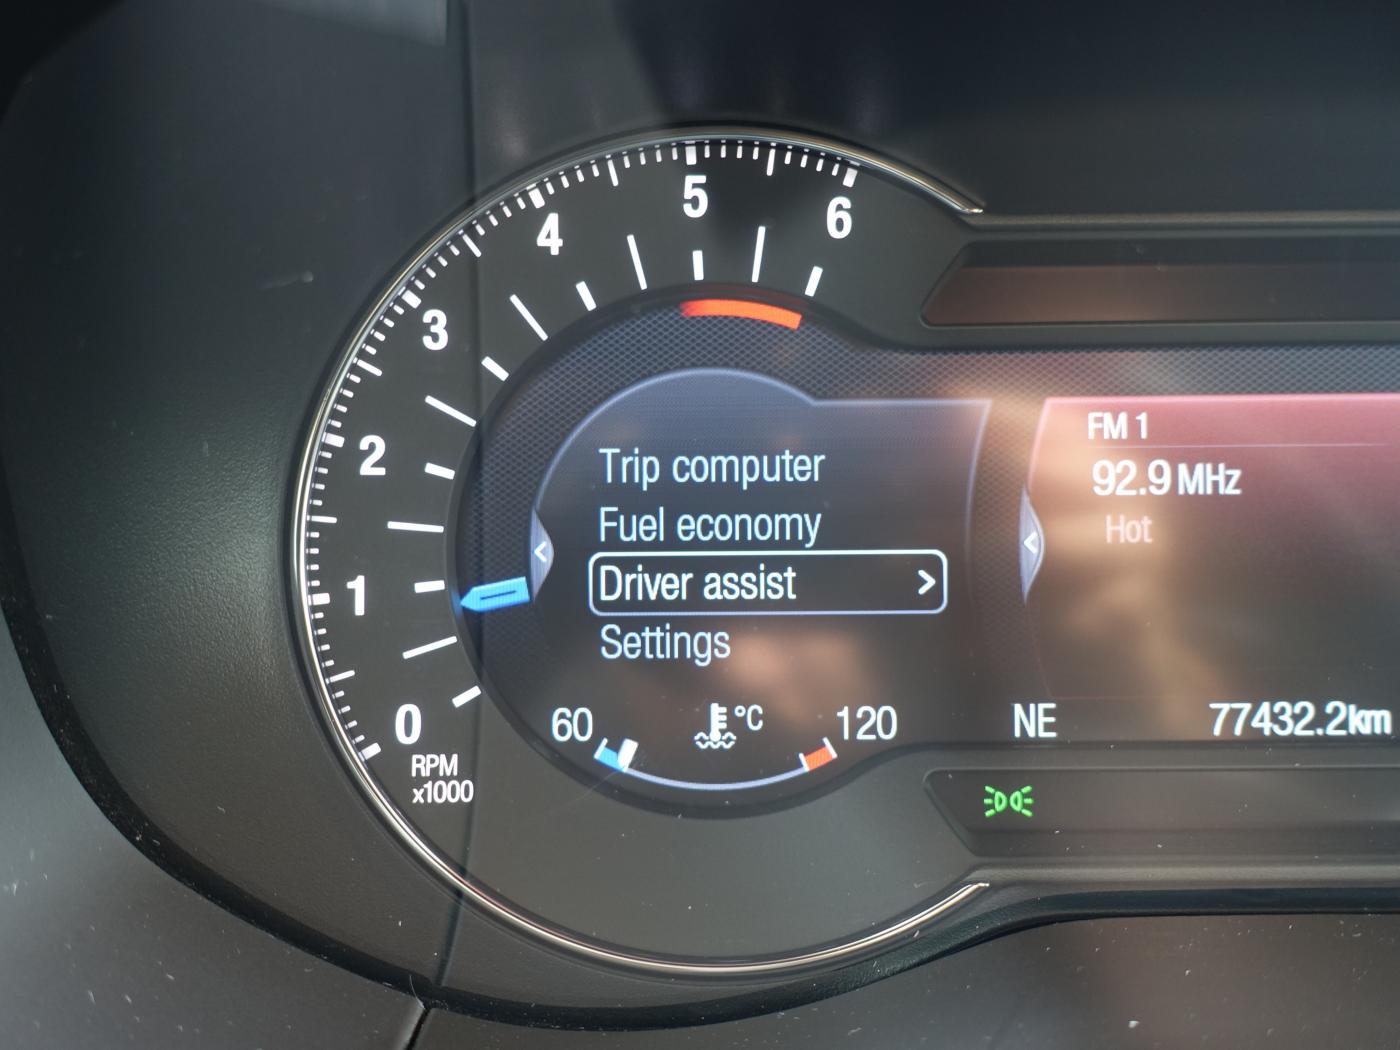 5
6
4
3
2
1
0
RPM
x1000
Trip computer
Fuel economy
Driver assist >
Settings
60 °C 120
FM 1
92.9 MHz
Hot
NE 77432.2km